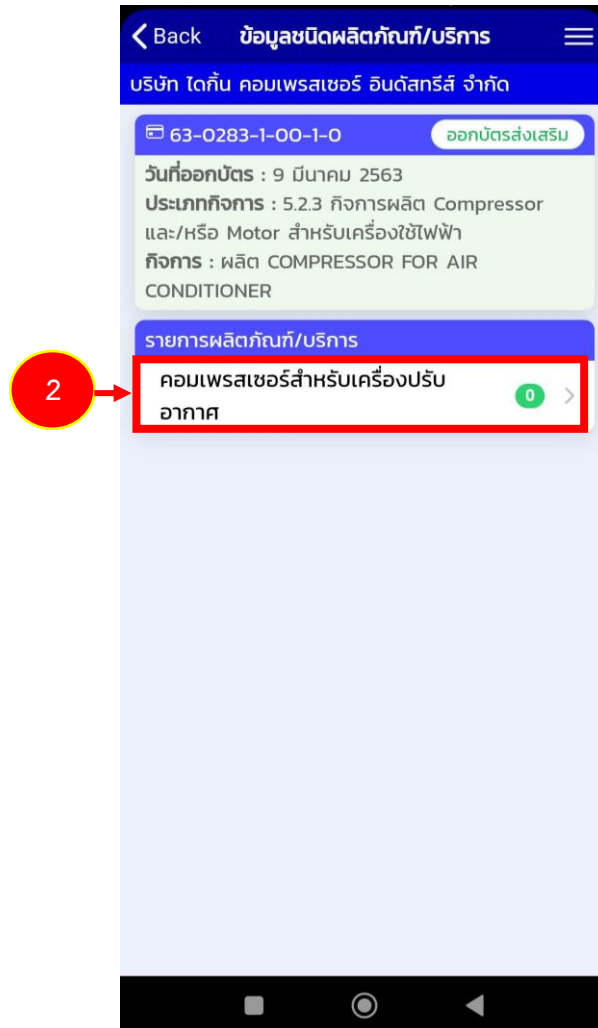 Back ข้อมูลชนิดผลิตภัณฑ์/บริการ
บริษัท ไดกิ้น คอมเพรสเซอร์ อินดัสทรีส์ จำกัด
63-0283-1-00-1-0 ออกบัตรส่งเสริม
วันที่ออกบัตร : 9 มีนาคม 2563
ประเภทกิจการ : 5.2.3 กิจการผลิต Compressor
และ/หรือ Motor สำหรับเครื่องใช้ไฟฟ้า
กิจการ : ผลิต COMPRESSOR FOR AIR
CONDITIONER
รายการผลิตภัณฑ์/บริการ
2
คอมเพรสเซอร์สำหรับเครื่องปรับ
อากาศ
0